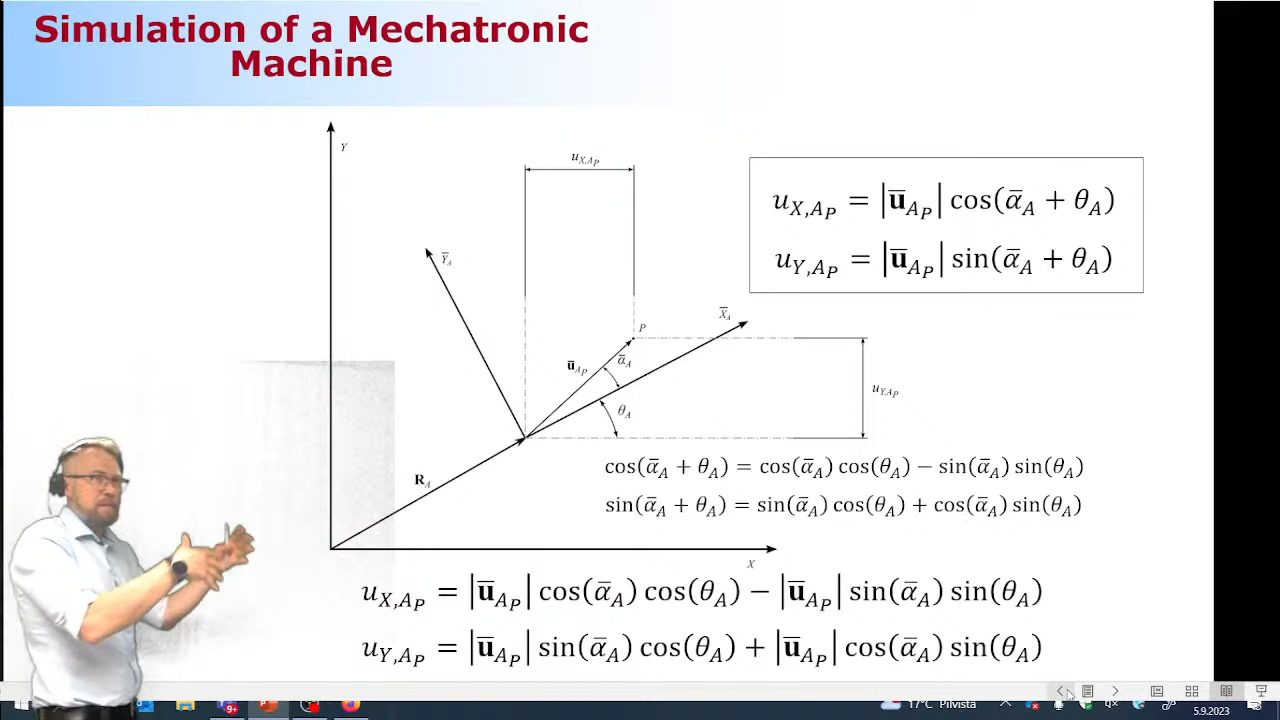 Simulation of a Mechatronic
Machine
Y
u_{X,A_P}
u_{X,A_P} = |ū_{A_P}| cos(ᾱ_A + θ_A)
u_{Y,A_P} = |ū_{A_P}| sin(ᾱ_A + θ_A)
Ȳ_A
X̄_A
P
ū_{A_P}
ᾱ_A
θ_A
u_{Y,A_P}
R_A
cos(ᾱ_A + θ_A) = cos(ᾱ_A) cos(θ_A) − sin(ᾱ_A) sin(θ_A)
sin(ᾱ_A + θ_A) = sin(ᾱ_A) cos(θ_A) + cos(ᾱ_A) sin(θ_A)
X
u_{X,A_P} = |ū_{A_P}| cos(ᾱ_A) cos(θ_A) − |ū_{A_P}| sin(ᾱ_A) sin(θ_A)
u_{Y,A_P} = |ū_{A_P}| sin(ᾱ_A) cos(θ_A) + |ū_{A_P}| cos(ᾱ_A) sin(θ_A)
17°C Pilvistä
5.9.2023